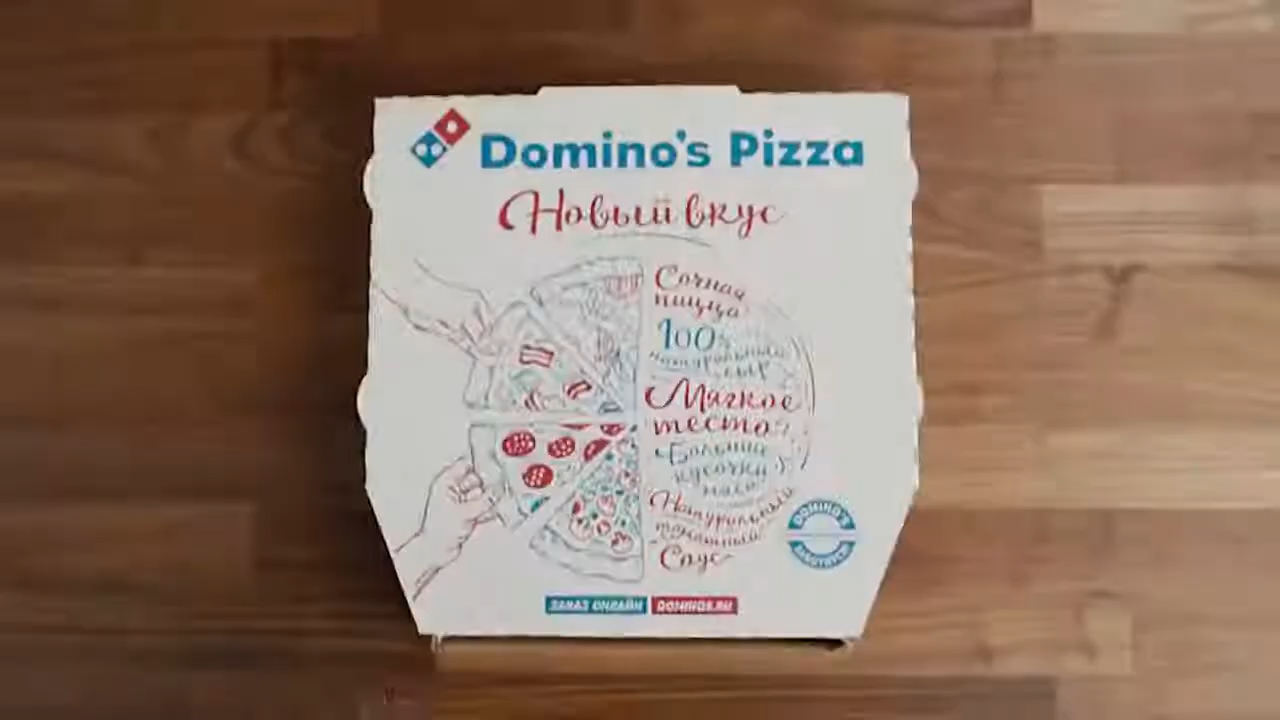 Domino's Pizza
Новый вкус
Сочная
пицца
100%
натуральный
сыр
Мягкое
тесто
Большие
кусочки
мяса
Натуральный
томатный
Соус
DOMINO'S
ЗАКАЗ ОНЛАЙН DOMINOS.RU